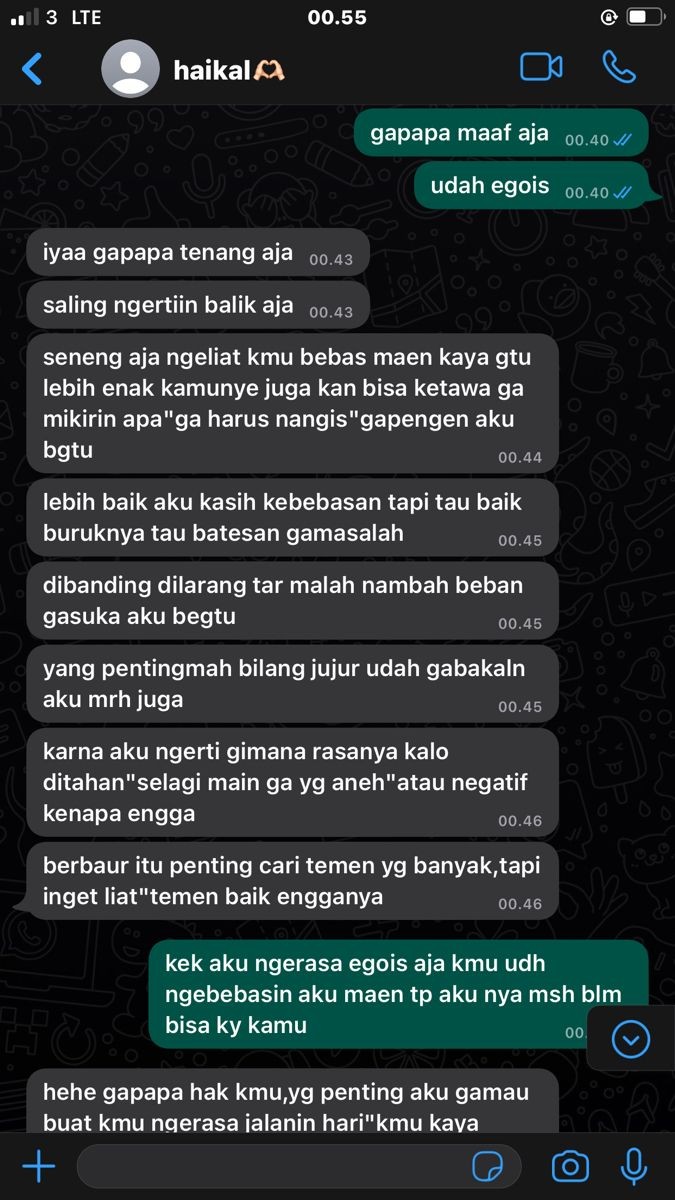 3 LTE 00.55
haikal🫶🏻
gapapa maaf aja 00.40
udah egois 00.40
iyaa gapapa tenang aja 00.43
saling ngertiin balik aja 00.43
seneng aja ngeliat kmu bebas maen kaya gtu
lebih enak kamunye juga kan bisa ketawa ga
mikirin apa"ga harus nangis"gapengen aku
bgtu 00.44
lebih baik aku kasih kebebasan tapi tau baik
buruknya tau batesan gamasalah 00.45
dibanding dilarang tar malah nambah beban
gasuka aku begtu 00.45
yang pentingmah bilang jujur udah gabakaln
aku mrh juga 00.45
karna aku ngerti gimana rasanya kalo
ditahan"selagi main ga yg aneh"atau negatif
kenapa engga 00.46
berbaur itu penting cari temen yg banyak,tapi
inget liat"temen baik engganya 00.46
kek aku ngerasa egois aja kmu udh
ngebebasin aku maen tp aku nya msh blm
bisa ky kamu 00.
hehe gapapa hak kmu,yg penting aku gamau
buat kmu ngerasa jalanin hari"kmu kaya